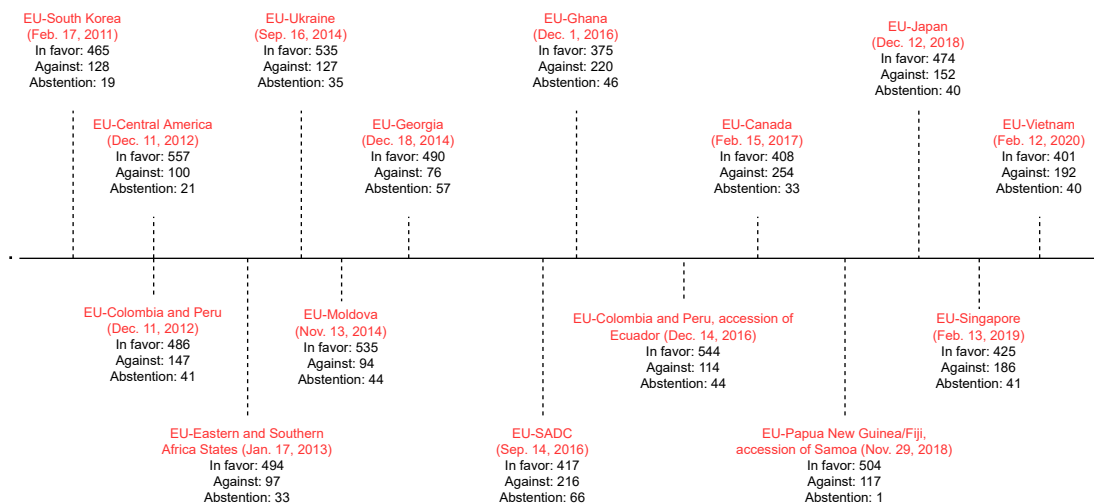 EU-South Korea
(Feb. 17, 2011)
In favor: 465
Against: 128
Abstention: 19
EU-Ukraine
(Sep. 16, 2014)
In favor: 535
Against: 127
Abstention: 35
EU-Ghana
(Dec. 1, 2016)
In favor: 375
Against: 220
Abstention: 46
EU-Japan
(Dec. 12, 2018)
In favor: 474
Against: 152
Abstention: 40
EU-Central America
(Dec. 11, 2012)
In favor: 557
Against: 100
Abstention: 21
EU-Georgia
(Dec. 18, 2014)
In favor: 490
Against: 76
Abstention: 57
EU-Canada
(Feb. 15, 2017)
In favor: 408
Against: 254
Abstention: 33
EU-Vietnam
(Feb. 12, 2020)
In favor: 401
Against: 192
Abstention: 40
EU-Colombia and Peru
(Dec. 11, 2012)
In favor: 486
Against: 147
Abstention: 41
EU-Moldova
(Nov. 13, 2014)
In favor: 535
Against: 94
Abstention: 44
EU-Colombia and Peru, accession of
Ecuador (Dec. 14, 2016)
In favor: 544
Against: 114
Abstention: 44
EU-Singapore
(Feb. 13, 2019)
In favor: 425
Against: 186
Abstention: 41
EU-Eastern and Southern
Africa States (Jan. 17, 2013)
In favor: 494
Against: 97
Abstention: 33
EU-SADC
(Sep. 14, 2016)
In favor: 417
Against: 216
Abstention: 66
EU-Papua New Guinea/Fiji,
accession of Samoa (Nov. 29, 2018)
In favor: 504
Against: 117
Abstention: 1